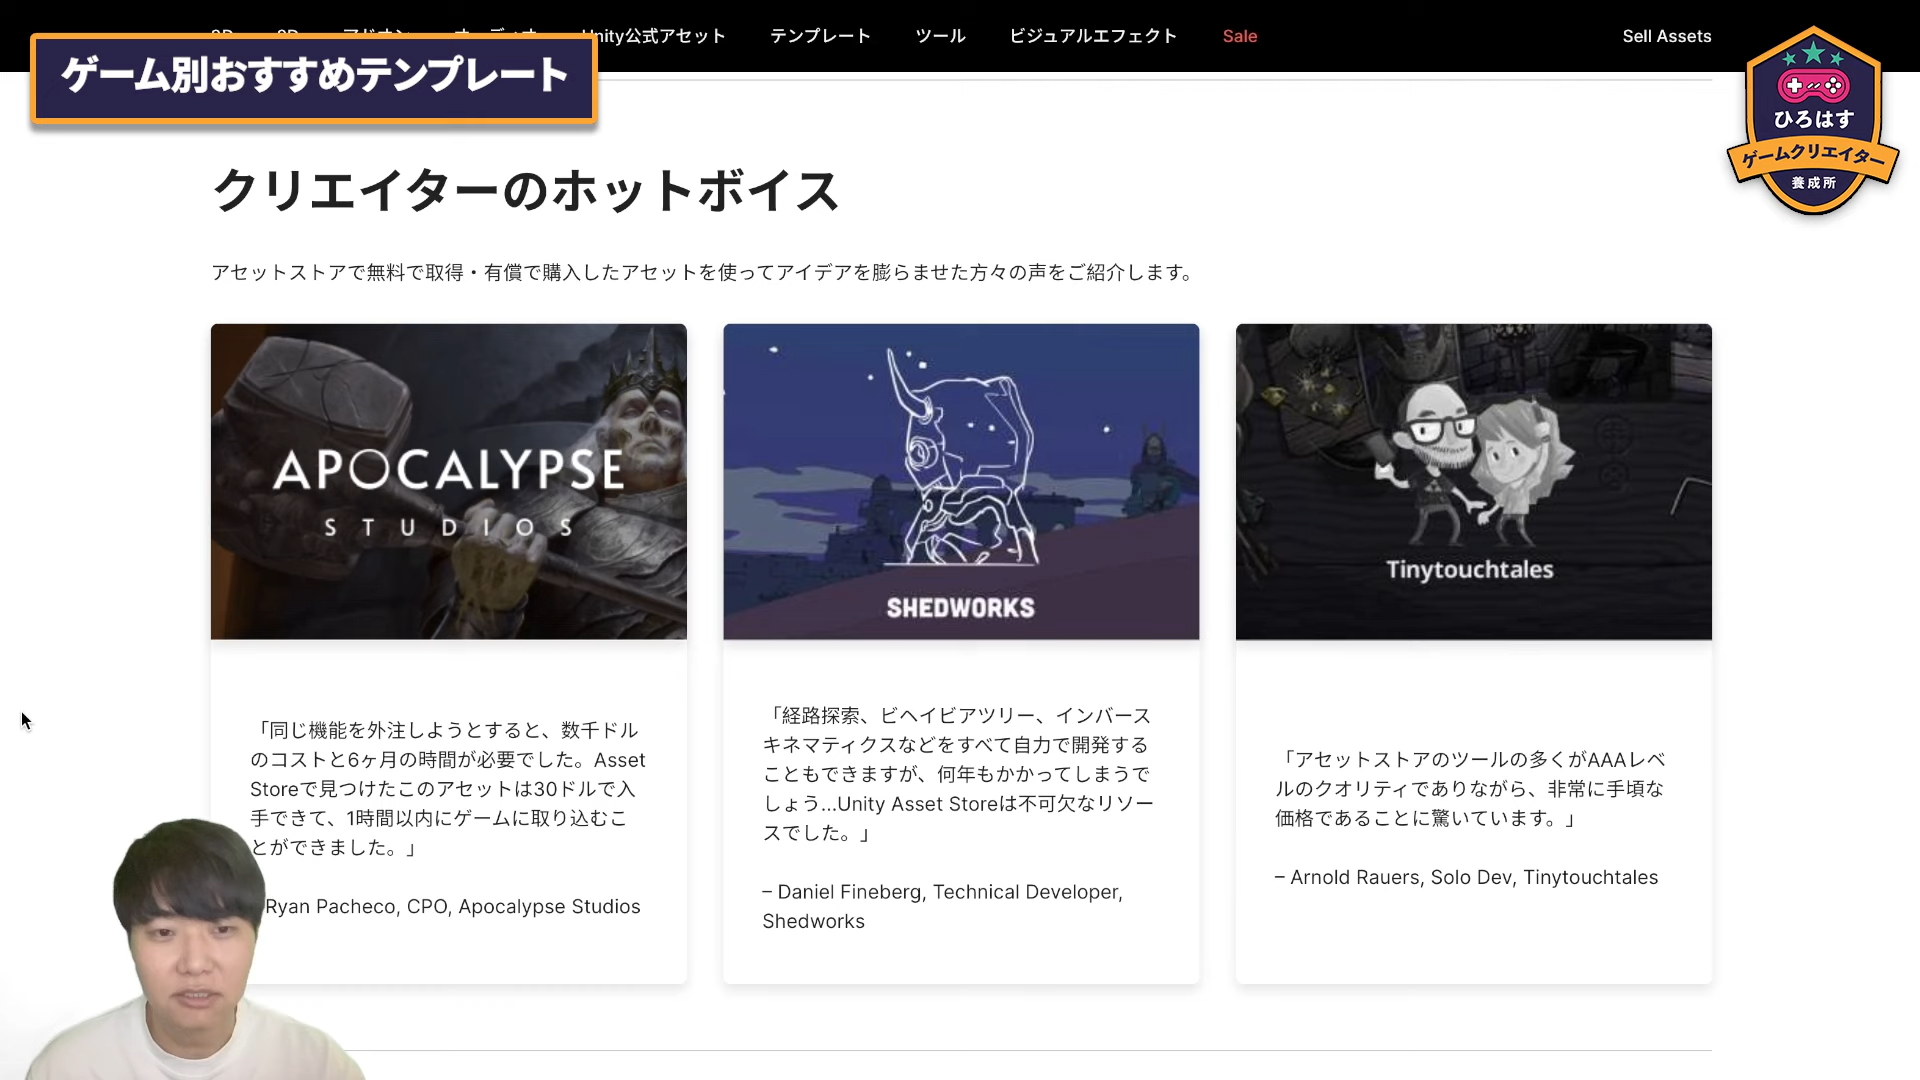 Unity公式アセット
テンプレート
ツール
ビジュアルエフェクト
Sale
Sell Assets
ゲーム別おすすめテンプレート
ひろはす
ゲームクリエイター
養成所
クリエイターのホットボイス
アセットストアで無料で取得・有償で購入したアセットを使ってアイデアを膨らませた方々の声をご紹介します。
APOCALYPSE
STUDIOS
「同じ機能を外注しようとすると、数千ドル
のコストと6ヶ月の時間が必要でした。Asset
Storeで見つけたこのアセットは30ドルで入
手できて、1時間以内にゲームに取り込むこ
とができました。」
Ryan Pacheco, CPO, Apocalypse Studios
SHEDWORKS
「経路探索、ビヘイビアツリー、インバース
キネマティクスなどをすべて自力で開発する
こともできますが、何年もかかってしまうで
しょう...Unity Asset Storeは不可欠なリソー
スでした。」
– Daniel Fineberg, Technical Developer,
Shedworks
Tinytouchtales
「アセットストアのツールの多くがAAAレベ
ルのクオリティでありながら、非常に手頃な
価格であることに驚いています。」
– Arnold Rauers, Solo Dev, Tinytouchtales